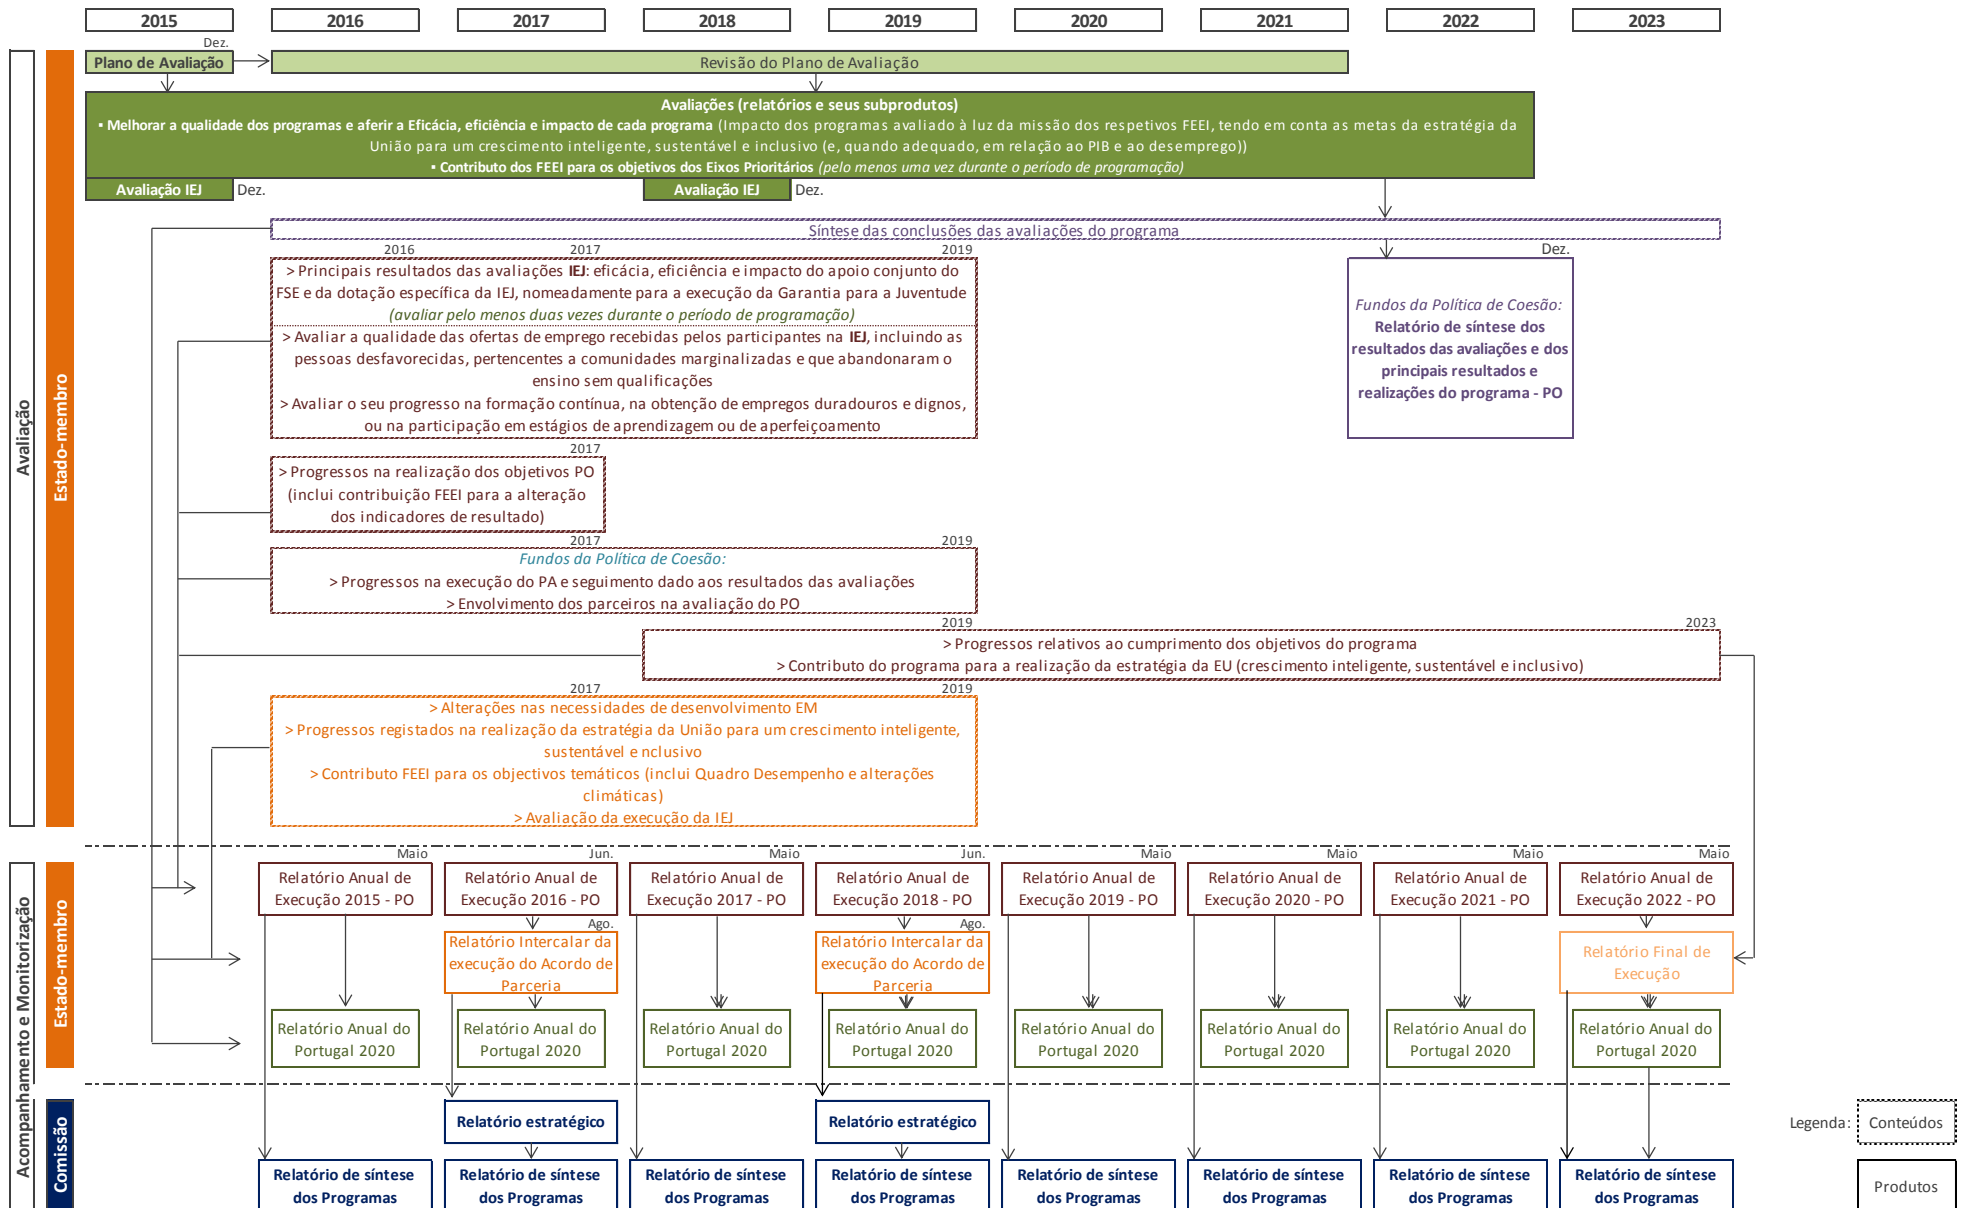 2015 2016 2017 2018 2019 2020 2021 2022 2023
Avaliação
Estado-membro
Dez.
Plano de Avaliação
Revisão do Plano de Avaliação
Avaliações (relatórios e seus subprodutos)
▪ Melhorar a qualidade dos programas e aferir a Eficácia, eficiência e impacto de cada programa (Impacto dos programas avaliado à luz da missão dos respetivos FEEI, tendo em conta as metas da estratégia da
União para um crescimento inteligente, sustentável e inclusivo (e, quando adequado, em relação ao PIB e ao desemprego))
▪ Contributo dos FEEI para os objetivos dos Eixos Prioritários (pelo menos uma vez durante o período de programação)
Avaliação IEJ Dez.
Avaliação IEJ Dez.
Síntese das conclusões das avaliações do programa
2016 2017 2019
> Principais resultados das avaliações IEJ: eficácia, eficiência e impacto do apoio conjunto do
FSE e da dotação específica da IEJ, nomeadamente para a execução da Garantia para a Juventude
(avaliar pelo menos duas vezes durante o período de programação)
> Avaliar a qualidade das ofertas de emprego recebidas pelos participantes na IEJ, incluindo as
pessoas desfavorecidas, pertencentes a comunidades marginalizadas e que abandonaram o
ensino sem qualificações
> Avaliar o seu progresso na formação contínua, na obtenção de empregos duradouros e dignos,
ou na participação em estágios de aprendizagem ou de aperfeiçoamento
Dez.
Fundos da Política de Coesão:
Relatório de síntese dos
resultados das avaliações e dos
principais resultados e
realizações do programa - PO
2017
> Progressos na realização dos objetivos PO
(inclui contribuição FEEI para a alteração
dos indicadores de resultado)
2017 2019
Fundos da Política de Coesão:
> Progressos na execução do PA e seguimento dado aos resultados das avaliações
> Envolvimento dos parceiros na avaliação do PO
2019 2023
> Progressos relativos ao cumprimento dos objetivos do programa
> Contributo do programa para a realização da estratégia da EU (crescimento inteligente, sustentável e inclusivo)
2017 2019
> Alterações nas necessidades de desenvolvimento EM
> Progressos registados na realização da estratégia da União para um crescimento inteligente,
sustentável e nclusivo
> Contributo FEEI para os objectivos temáticos (inclui Quadro Desempenho e alterações
climáticas)
> Avaliação da execução da IEJ
Acompanhamento e Monitorização
Estado-membro
Maio
Relatório Anual de
Execução 2015 - PO
Jun.
Relatório Anual de
Execução 2016 - PO
Maio
Relatório Anual de
Execução 2017 - PO
Jun.
Relatório Anual de
Execução 2018 - PO
Maio
Relatório Anual de
Execução 2019 - PO
Maio
Relatório Anual de
Execução 2020 - PO
Maio
Relatório Anual de
Execução 2021 - PO
Maio
Relatório Anual de
Execução 2022 - PO
Ago.
Relatório Intercalar da
execução do Acordo de
Parceria
Ago.
Relatório Intercalar da
execução do Acordo de
Parceria
Relatório Final de
Execução
Relatório Anual do
Portugal 2020
Relatório Anual do
Portugal 2020
Relatório Anual do
Portugal 2020
Relatório Anual do
Portugal 2020
Relatório Anual do
Portugal 2020
Relatório Anual do
Portugal 2020
Relatório Anual do
Portugal 2020
Relatório Anual do
Portugal 2020
Comissão
Relatório estratégico
Relatório estratégico
Relatório de síntese
dos Programas
Relatório de síntese
dos Programas
Relatório de síntese
dos Programas
Relatório de síntese
dos Programas
Relatório de síntese
dos Programas
Relatório de síntese
dos Programas
Relatório de síntese
dos Programas
Relatório de síntese
dos Programas
Legenda: Conteúdos
Produtos